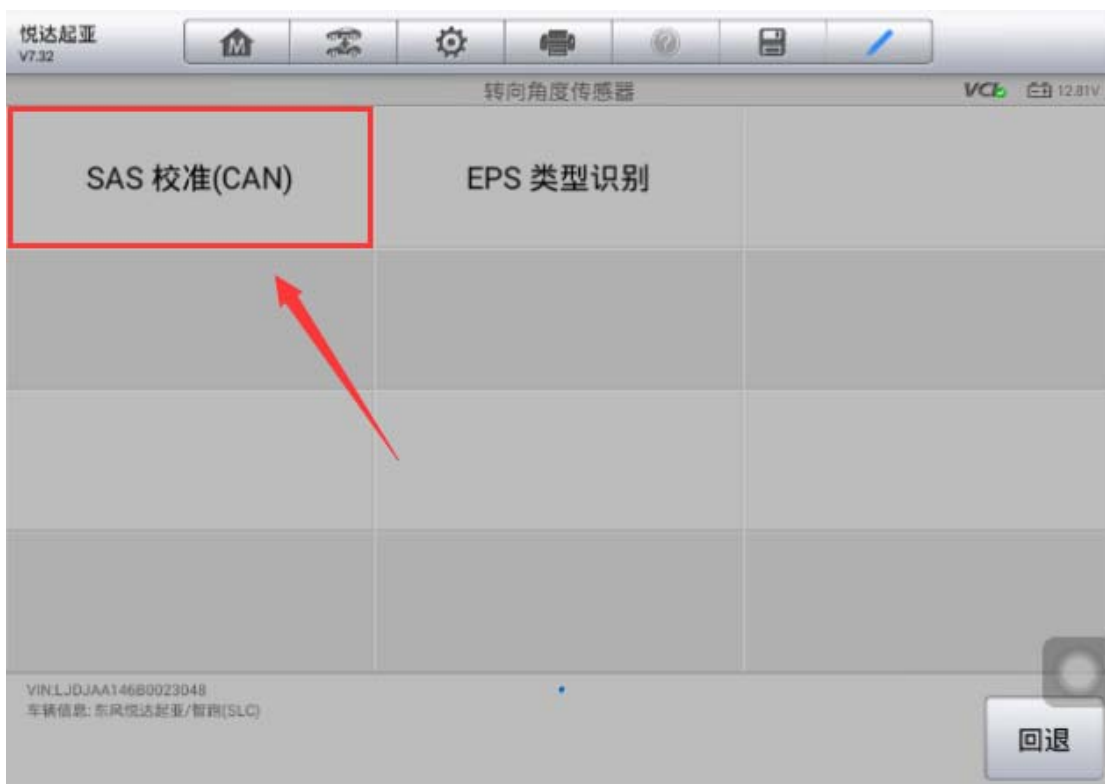 悦达起亚
V7.32
转向角度传感器
VCI
12.81V
SAS 校准(CAN)
EPS 类型识别
VIN:LJDJAA146B0023048
车辆信息: 东风悦达起亚/智跑(SLC)
回退